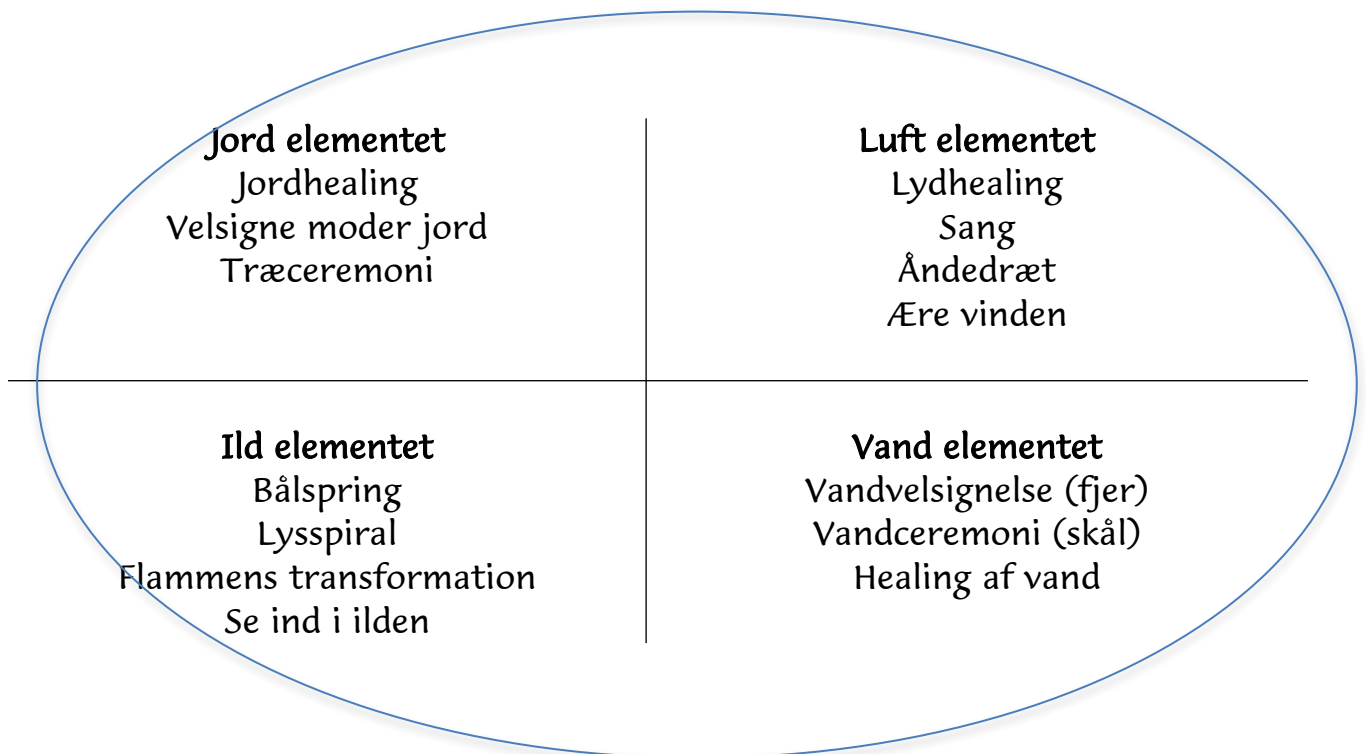 Jord elementet
Jordhealing
Velsigne moder jord
Træceremoni
Luft elementet
Lydhealing
Sang
Åndedræt
Ære vinden
Ild elementet
Bålspring
Lysspiral
Flammens transformation
Se ind i ilden
Vand elementet
Vandvelsignelse (fjer)
Vandceremoni (skål)
Healing af vand